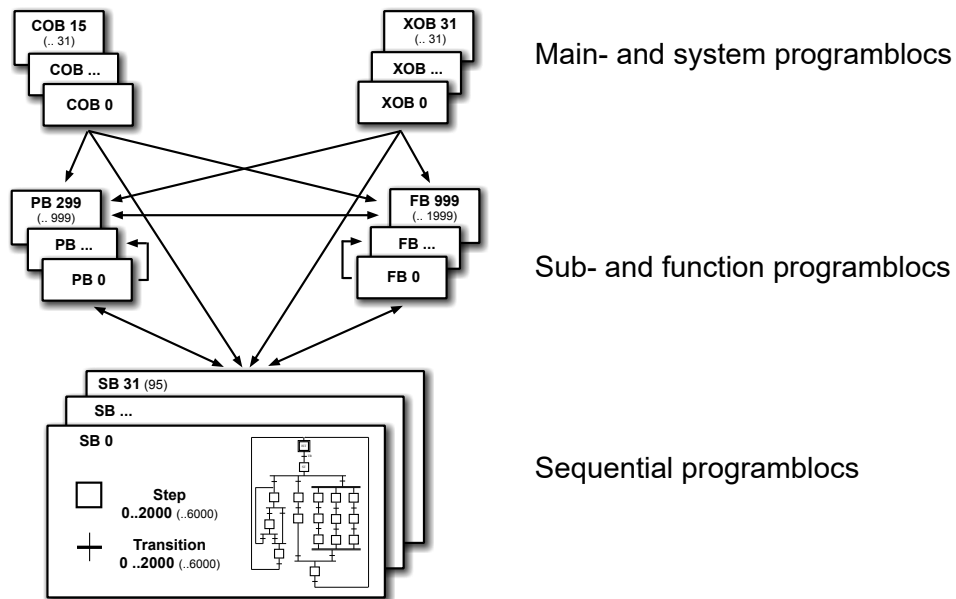 COB 15
(.. 31)
COB ...
COB 0
XOB 31
(.. 31)
XOB ...
XOB 0
Main- and system programblocs
PB 299
(.. 999)
PB ...
PB 0
FB 999
(.. 1999)
FB ...
FB 0
Sub- and function programblocs
SB 31 (95)
SB ...
SB 0
Step
0..2000 (..6000)
Transition
0 ..2000 (..6000)
Sequential programblocs